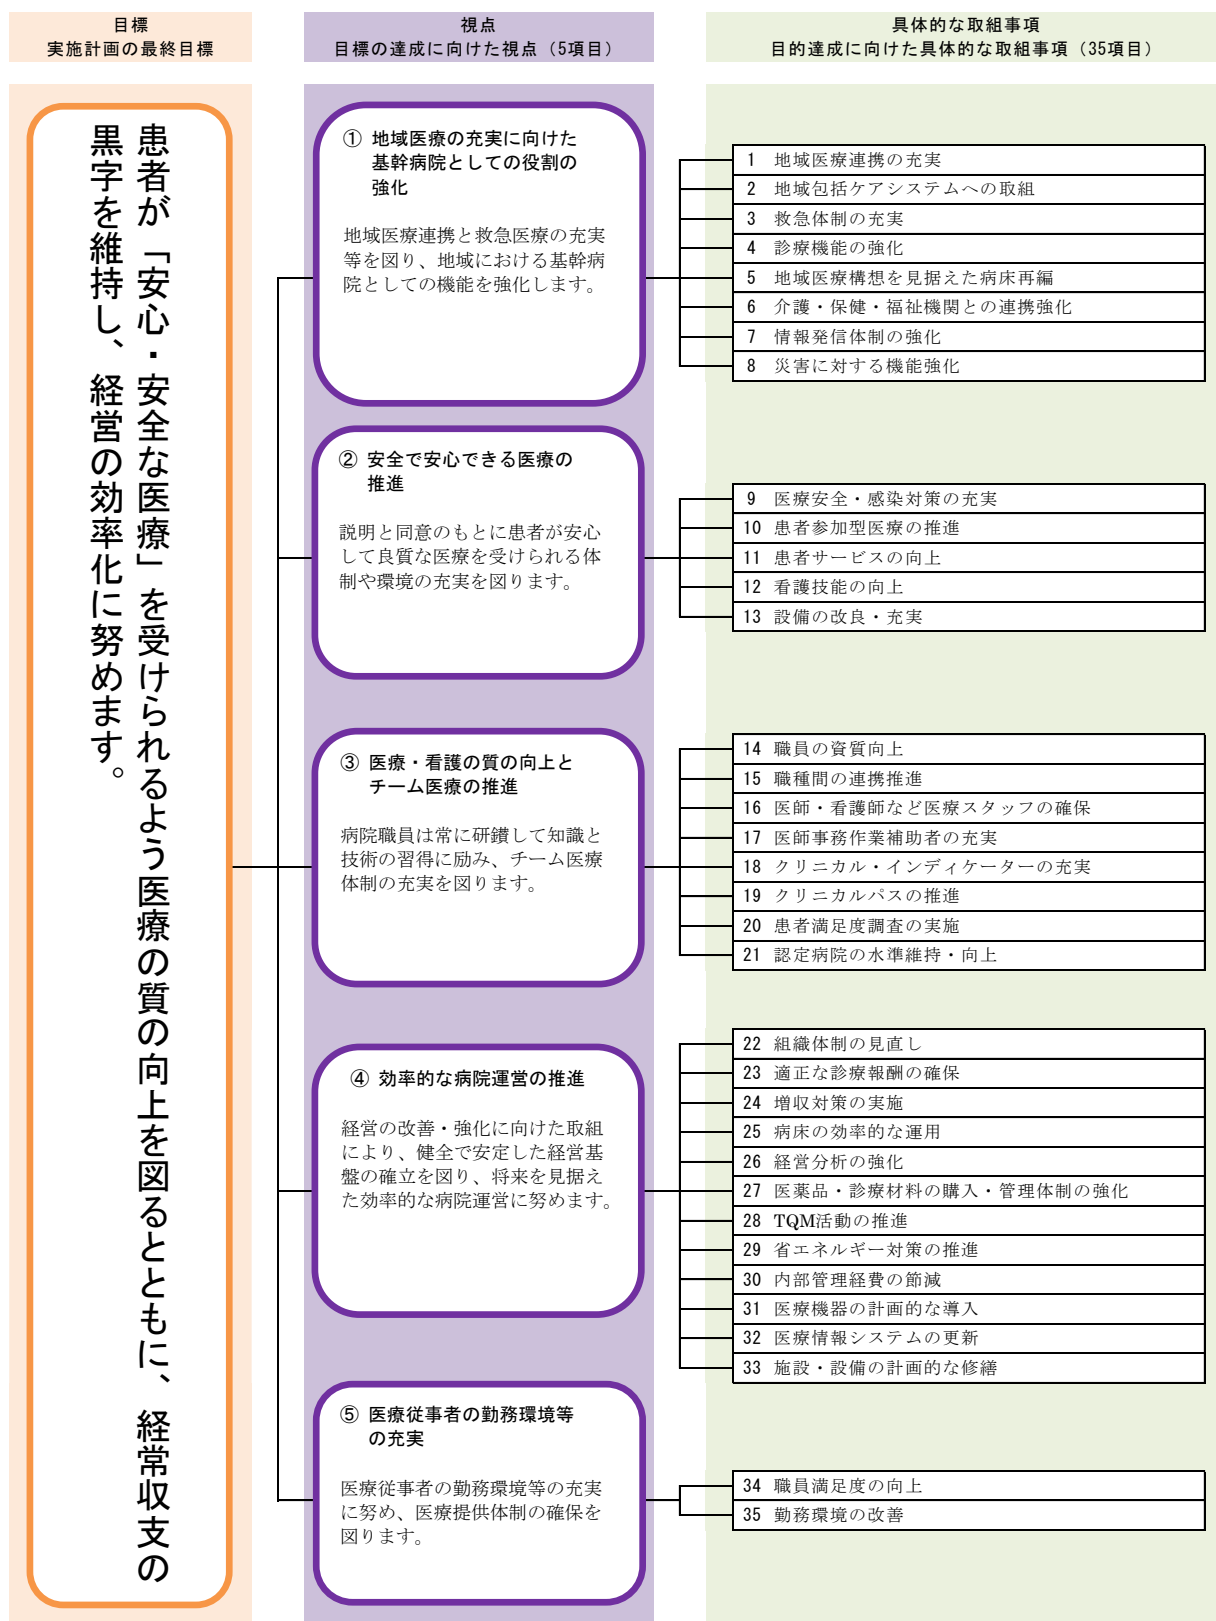 目標
実施計画の最終目標
視点
目標の達成に向けた視点（5項目）
具体的な取組事項
目的達成に向けた具体的な取組事項（35項目）
患者が「安心・安全な医療」を受けられるよう医療の質の向上を図るとともに、経常収支の
黒字を維持し、経営の効率化に努めます。
① 地域医療の充実に向けた
基幹病院としての役割の
強化
地域医療連携と救急医療の充実
等を図り、地域における基幹病
院としての機能を強化します。
1 地域医療連携の充実
2 地域包括ケアシステムへの取組
3 救急体制の充実
4 診療機能の強化
5 地域医療構想を見据えた病床再編
6 介護・保健・福祉機関との連携強化
7 情報発信体制の強化
8 災害に対する機能強化
② 安全で安心できる医療の
推進
説明と同意のもとに患者が安心
して良質な医療を受けられる体
制や環境の充実を図ります。
9 医療安全・感染対策の充実
10 患者参加型医療の推進
11 患者サービスの向上
12 看護技能の向上
13 設備の改良・充実
③ 医療・看護の質の向上と
チーム医療の推進
病院職員は常に研鑽して知識と
技術の習得に励み、チーム医療
体制の充実を図ります。
14 職員の資質向上
15 職種間の連携推進
16 医師・看護師など医療スタッフの確保
17 医師事務作業補助者の充実
18 クリニカル・インディケーターの充実
19 クリニカルパスの推進
20 患者満足度調査の実施
21 認定病院の水準維持・向上
④ 効率的な病院運営の推進
経営の改善・強化に向けた取組
により、健全で安定した経営基
盤の確立を図り、将来を見据え
た効率的な病院運営に努めます。
22 組織体制の見直し
23 適正な診療報酬の確保
24 増収対策の実施
25 病床の効率的な運用
26 経営分析の強化
27 医薬品・診療材料の購入・管理体制の強化
28 TQM活動の推進
29 省エネルギー対策の推進
30 内部管理経費の節減
31 医療機器の計画的な導入
32 医療情報システムの更新
33 施設・設備の計画的な修繕
⑤ 医療従事者の勤務環境等
の充実
医療従事者の勤務環境等の充実
に努め、医療提供体制の確保を
図ります。
34 職員満足度の向上
35 勤務環境の改善